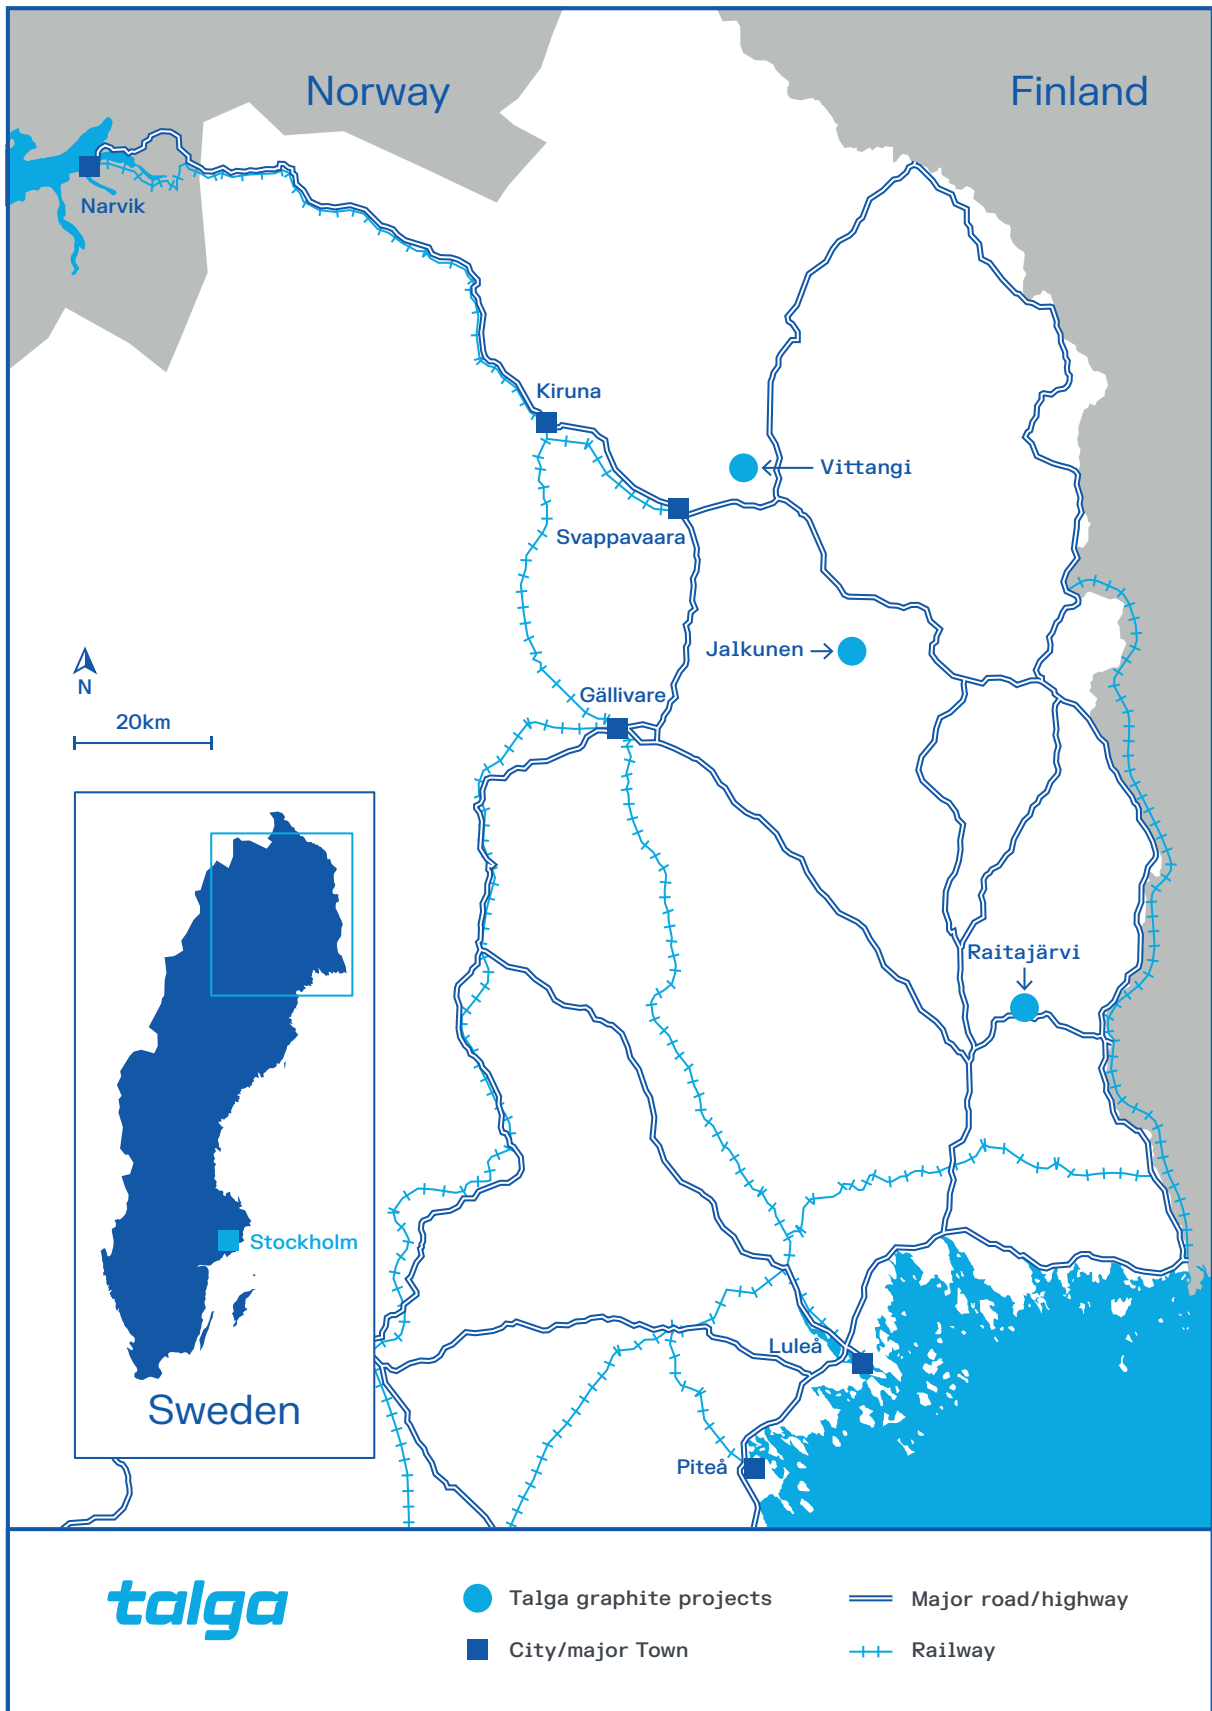 Norway
Finland
Narvik
Kiruna
Vittangi
Svappavaara
Jalkunen
N
Gällivare
20km
Raitajärvi
Stockholm
Luleå
Sweden
Piteå
talga
Talga graphite projects
Major road/highway
City/major Town
Railway